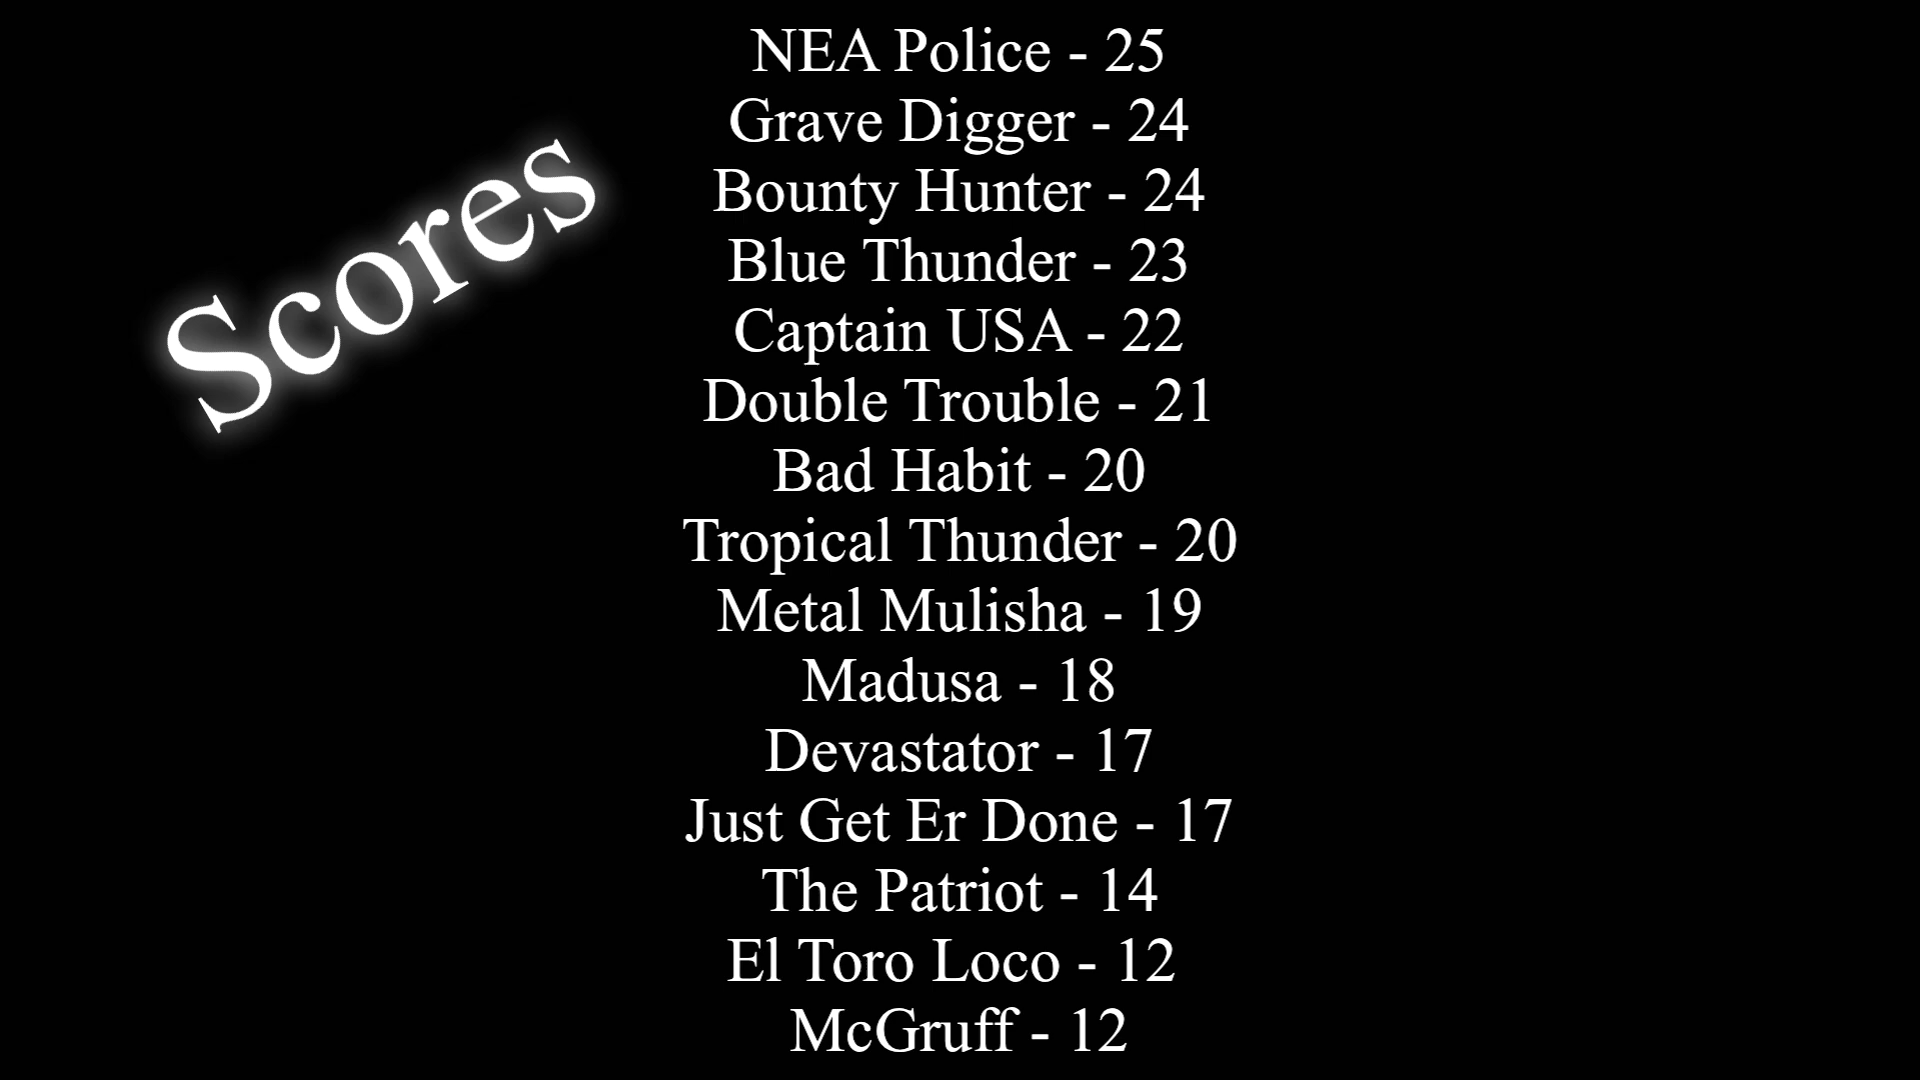 Scores
NEA Police - 25
Grave Digger - 24
Bounty Hunter - 24
Blue Thunder - 23
Captain USA - 22
Double Trouble - 21
Bad Habit - 20
Tropical Thunder - 20
Metal Mulisha - 19
Madusa - 18
Devastator - 17
Just Get Er Done - 17
The Patriot - 14
El Toro Loco - 12
McGruff - 12